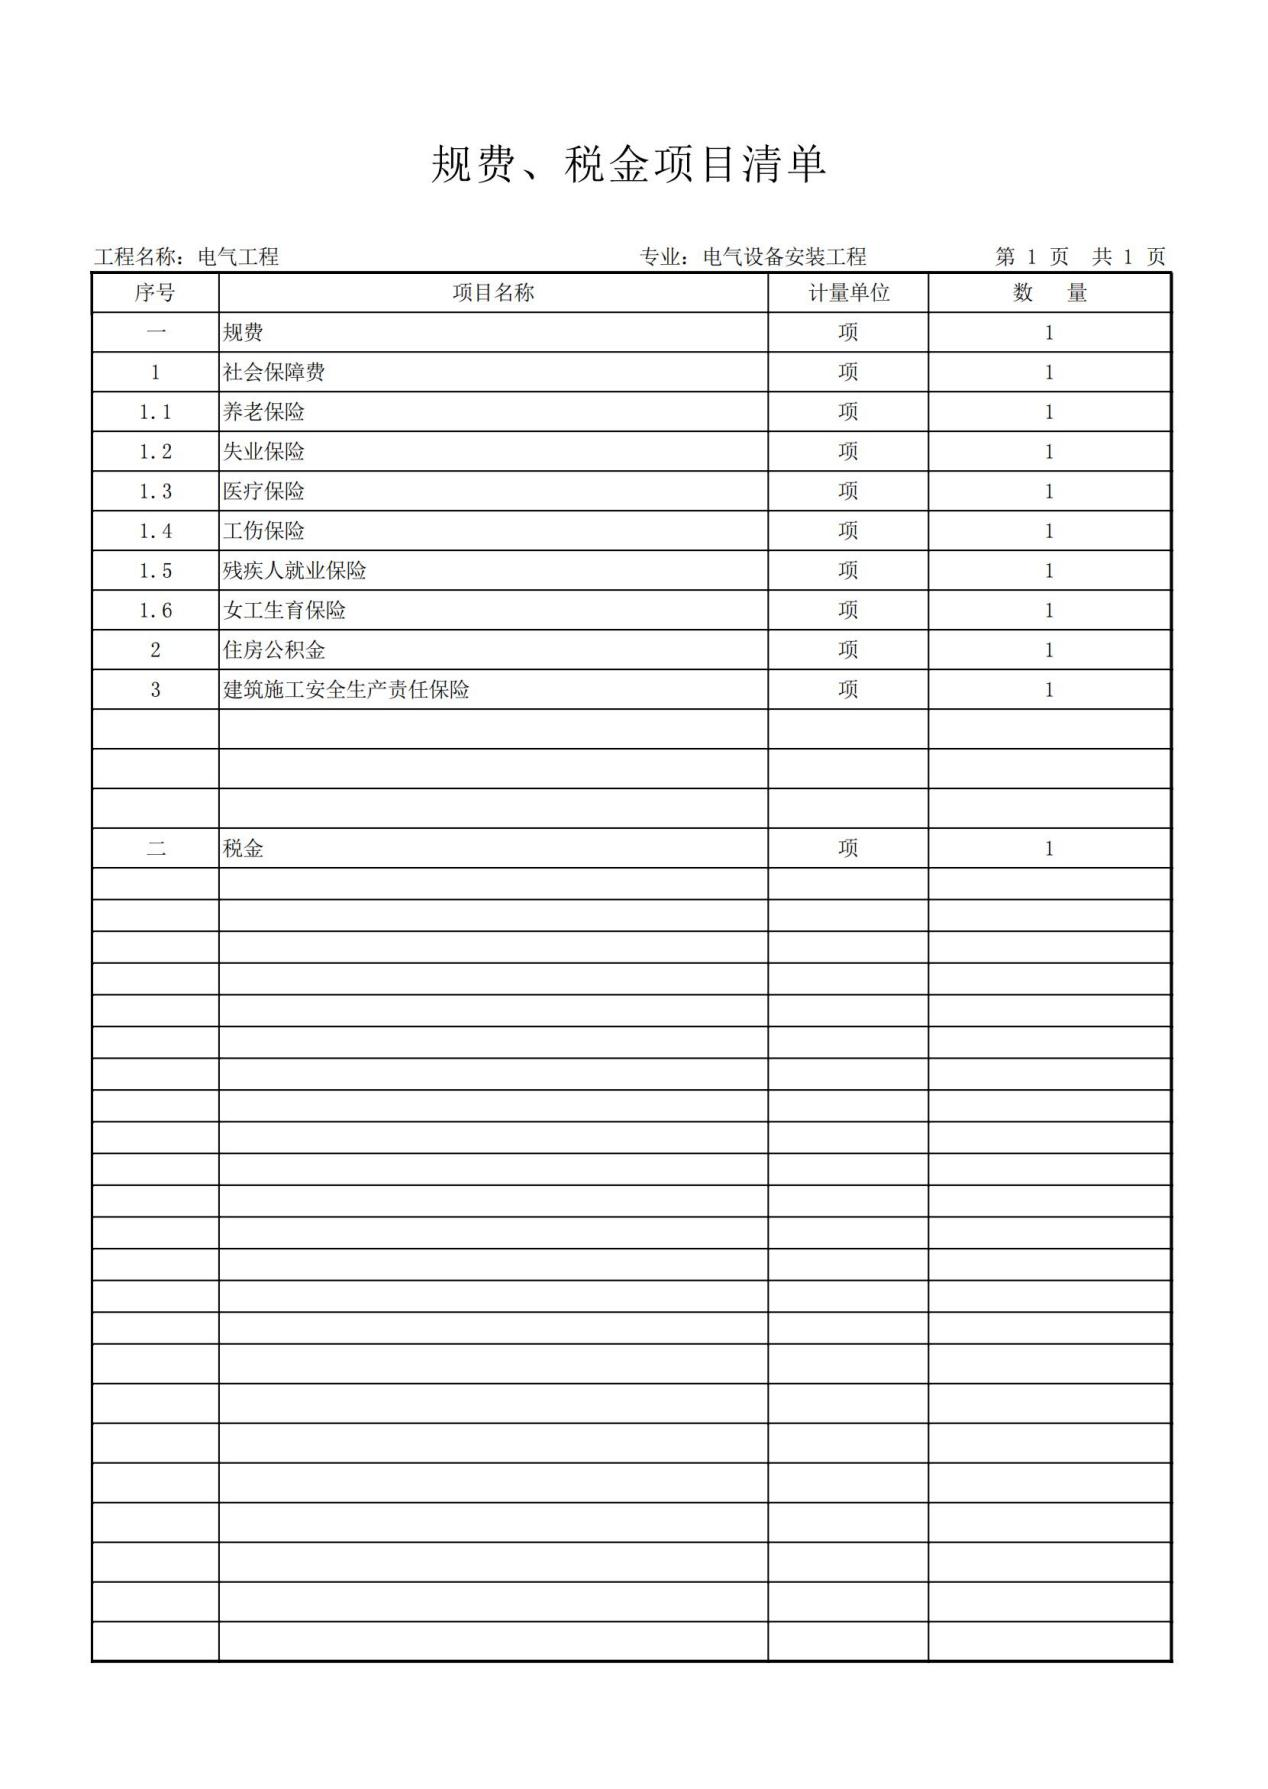 规费、税金项目清单
工程名称：电气工程 专业：电气设备安装工程 第 1 页 共 1 页
序号 项目名称 计量单位 数 量
一 规费 项 1
1 社会保障费 项 1
1.1 养老保险 项 1
1.2 失业保险 项 1
1.3 医疗保险 项 1
1.4 工伤保险 项 1
1.5 残疾人就业保险 项 1
1.6 女工生育保险 项 1
2 住房公积金 项 1
3 建筑施工安全生产责任保险 项 1
二 税金 项 1